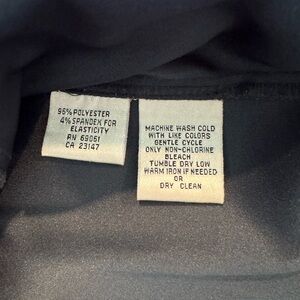 96% POLYESTER
4% SPANDEX FOR
ELASTICITY
RN 69061
CA 23147
MACHINE WASH COLD
WITH LIKE COLORS
GENTLE CYCLE
ONLY NON-CHLORINE
BLEACH
TUMBLE DRY LOW
WARM IRON IF NEEDED
OR
DRY CLEAN